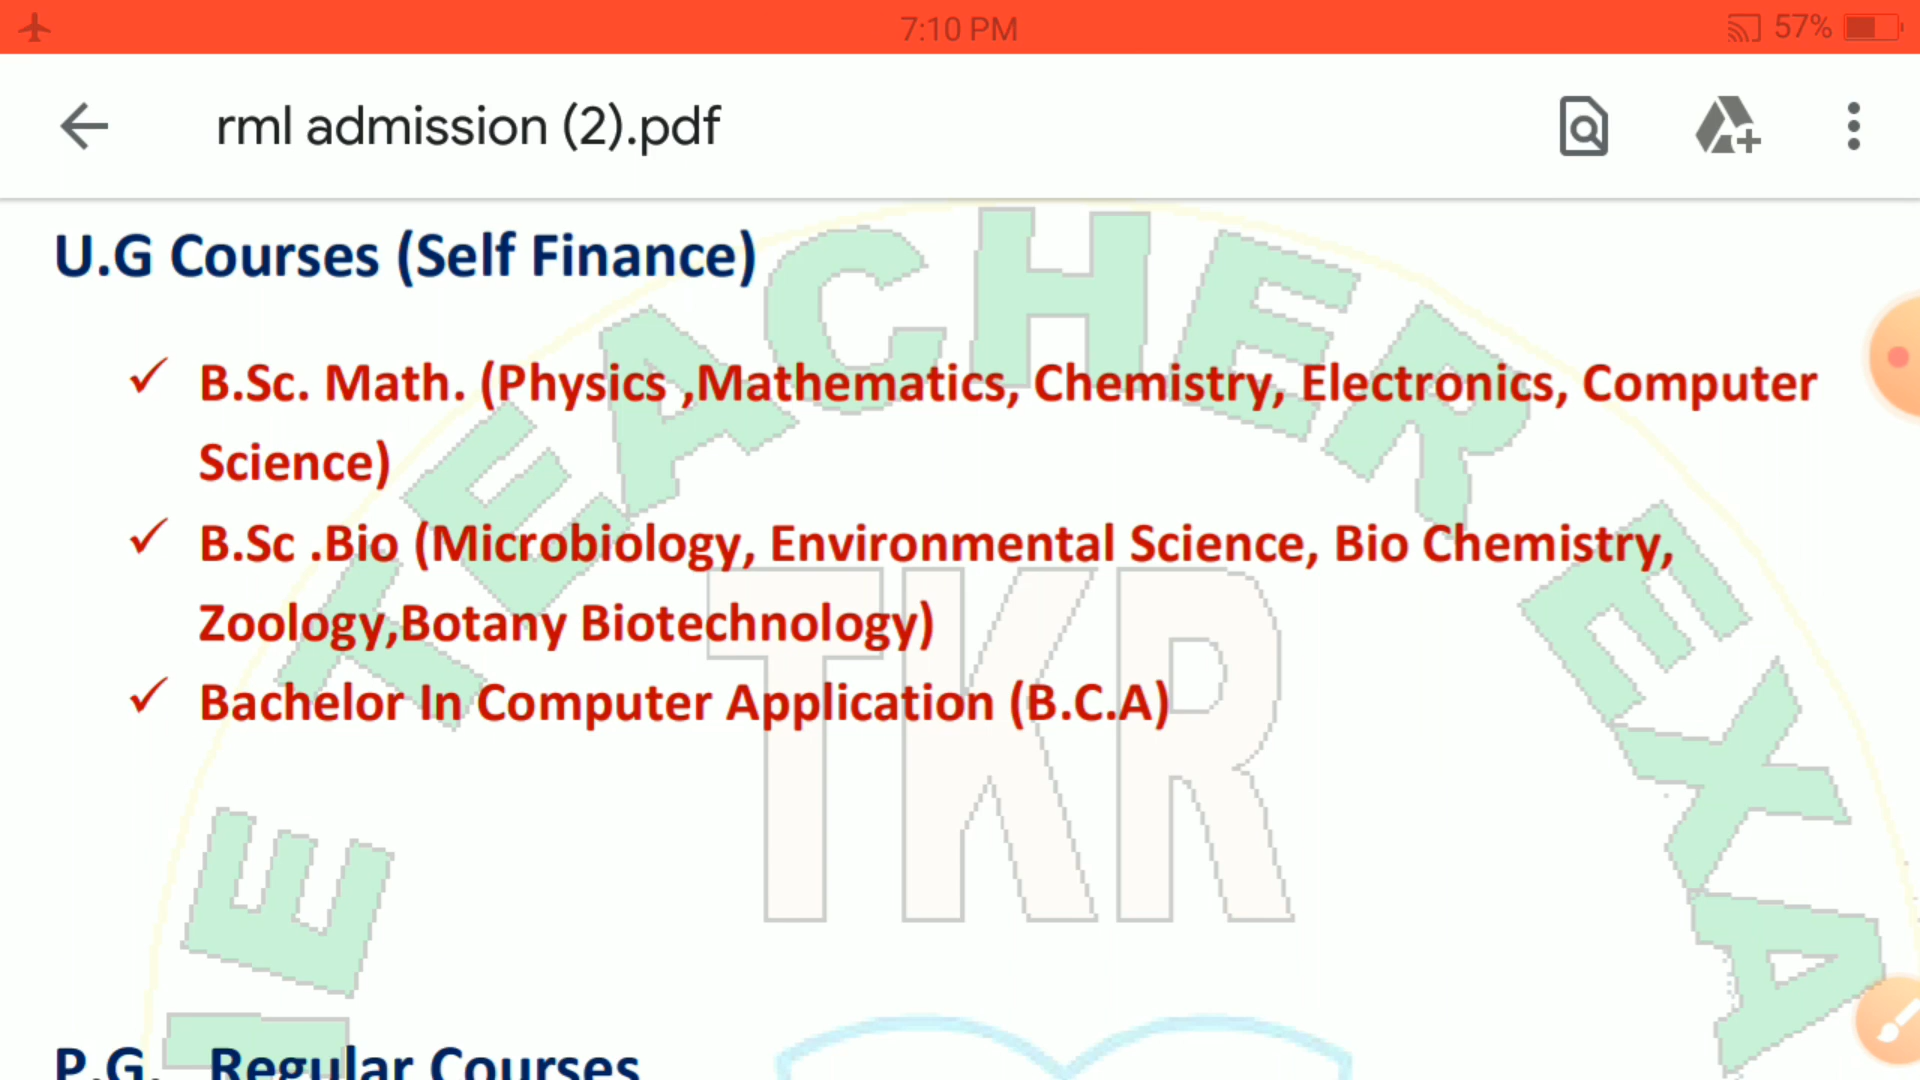 7:10 PM
57%
rml admission (2).pdf
U.G Courses (Self Finance)
B.Sc. Math. (Physics ,Mathematics, Chemistry, Electronics, Computer
Science)
B.Sc .Bio (Microbiology, Environmental Science, Bio Chemistry,
Zoology,Botany Biotechnology)
Bachelor In Computer Application (B.C.A)
P.G. Regular Courses
TEACHER EXA
TKR